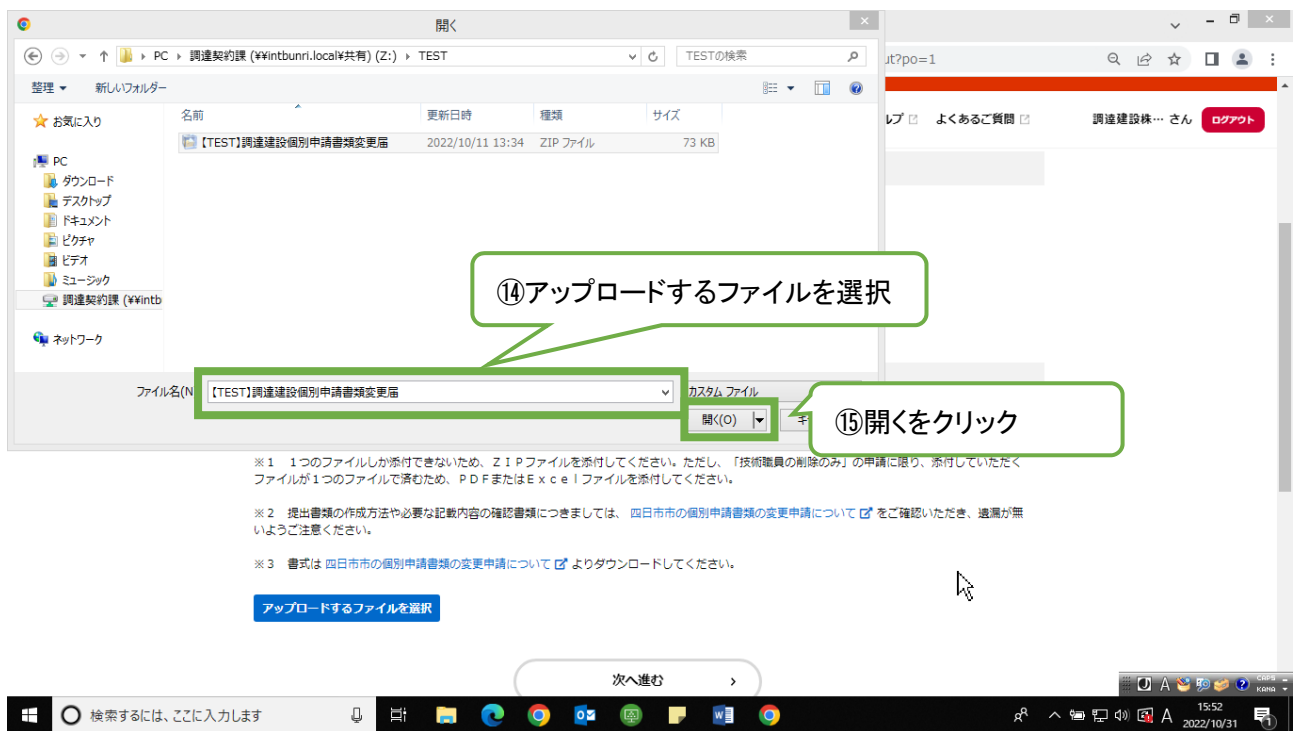 開く
PC ▸ 調達契約課 (¥¥intbunri.local¥共有) (Z:) ▸ TEST
TESTの検索
ut?po=1
整理 ▼ 新しいフォルダー
お気に入り
PC
ダウンロード
デスクトップ
ドキュメント
ピクチャ
ビデオ
ミュージック
調達契約課 (¥¥intb
ネットワーク
名前 更新日時 種類 サイズ
【TEST】調達建設個別申請書類変更届 2022/10/11 13:34 ZIP ファイル 73 KB
ルプ よくあるご質問 調達建設株… さん ログアウト
⑭アップロードするファイルを選択
ファイル名(N 【TEST】調達建設個別申請書類変更届
カスタム ファイル
開く(O)
⑮開くをクリック
※１ １つのファイルしか添付できないため、ＺＩＰファイルを添付してください。ただし、「技術職員の削除のみ」の申請に限り、添付していただく
ファイルが１つのファイルで済むため、ＰＤＦまたはＥｘｃｅｌファイルを添付してください。
※２ 提出書類の作成方法や必要な記載内容の確認書類につきましては、 四日市市の個別申請書類の変更申請について をご確認いただき、遺漏が無
いようご注意ください。
※３ 書式は 四日市市の個別申請書類の変更申請について よりダウンロードしてください。
アップロードするファイルを選択
次へ進む
A CAPS
KANA
検索するには、ここに入力します
A 15:52
2022/10/31